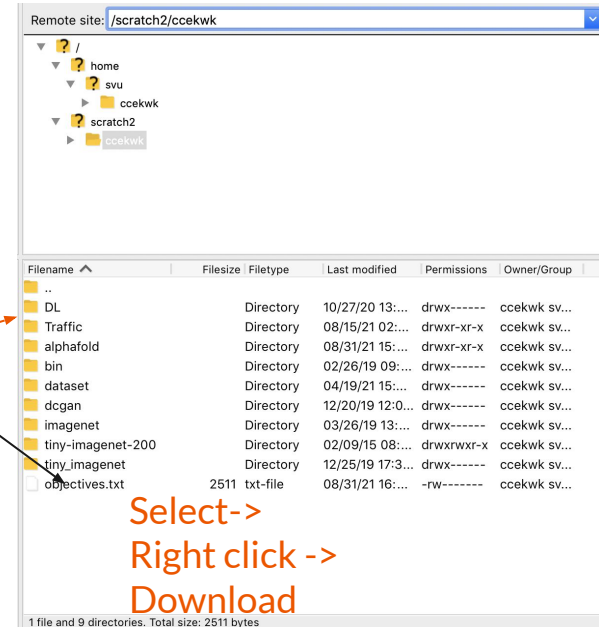 Remote site: /scratch2/ccekwk
? /
? home
? svu
ccekwk
? scratch2
ccekwk
Filename Filesize Filetype Last modified Permissions Owner/Group
..
DL Directory 10/27/20 13:... drwx------ ccekwk sv...
Traffic Directory 08/15/21 02:... drwxr-xr-x ccekwk sv...
alphafold Directory 08/31/21 15:... drwxr-xr-x ccekwk sv...
bin Directory 02/26/19 09:... drwx------ ccekwk sv...
dataset Directory 04/19/21 15:... drwx------ ccekwk sv...
dcgan Directory 12/20/19 12:0... drwx------ ccekwk sv...
imagenet Directory 03/26/19 13:... drwx------ ccekwk sv...
tiny-imagenet-200 Directory 02/09/15 08:... drwxrwxr-x ccekwk sv...
tiny_imagenet Directory 12/25/19 17:3... drwx------ ccekwk sv...
objectives.txt 2511 txt-file 08/31/21 16:... -rw------- ccekwk sv...
Select->
Right click ->
Download
1 file and 9 directories. Total size: 2511 bytes